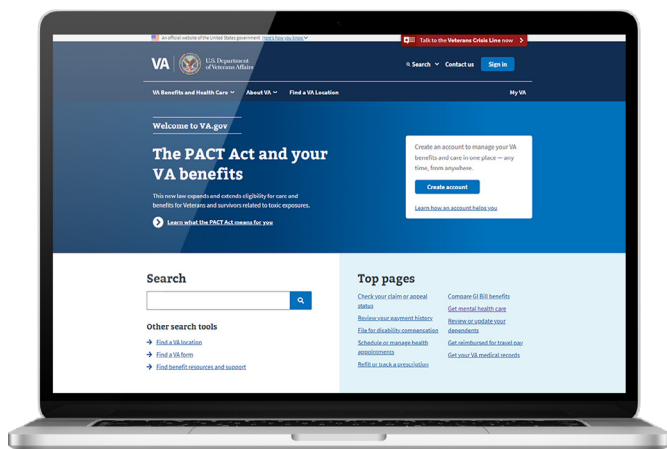 An official website of the United States government Here's how you know
Talk to the Veterans Crisis Line now
VA
U.S. Department
of Veterans Affairs
Search
Contact us
Sign in
VA Benefits and Health Care
About VA
Find a VA Location
My VA
Welcome to VA.gov
The PACT Act and your
VA benefits
This new law expands and extends eligibility for care and
benefits for Veterans and survivors related to toxic exposures.
Learn what the PACT Act means for you
Create an account to manage your VA
benefits and care in one place — any
time, from anywhere.
Create account
Learn how an account helps you
Search
Other search tools
Find a VA location
Find a VA form
Find benefit resources and support
Top pages
Check your claim or appeal
status
Review your payment history
File for disability compensation
Schedule or manage health
appointments
Refill or track a prescription
Compare GI Bill benefits
Get mental health care
Review or update your
dependents
Get reimbursed for travel pay
Get your VA medical records